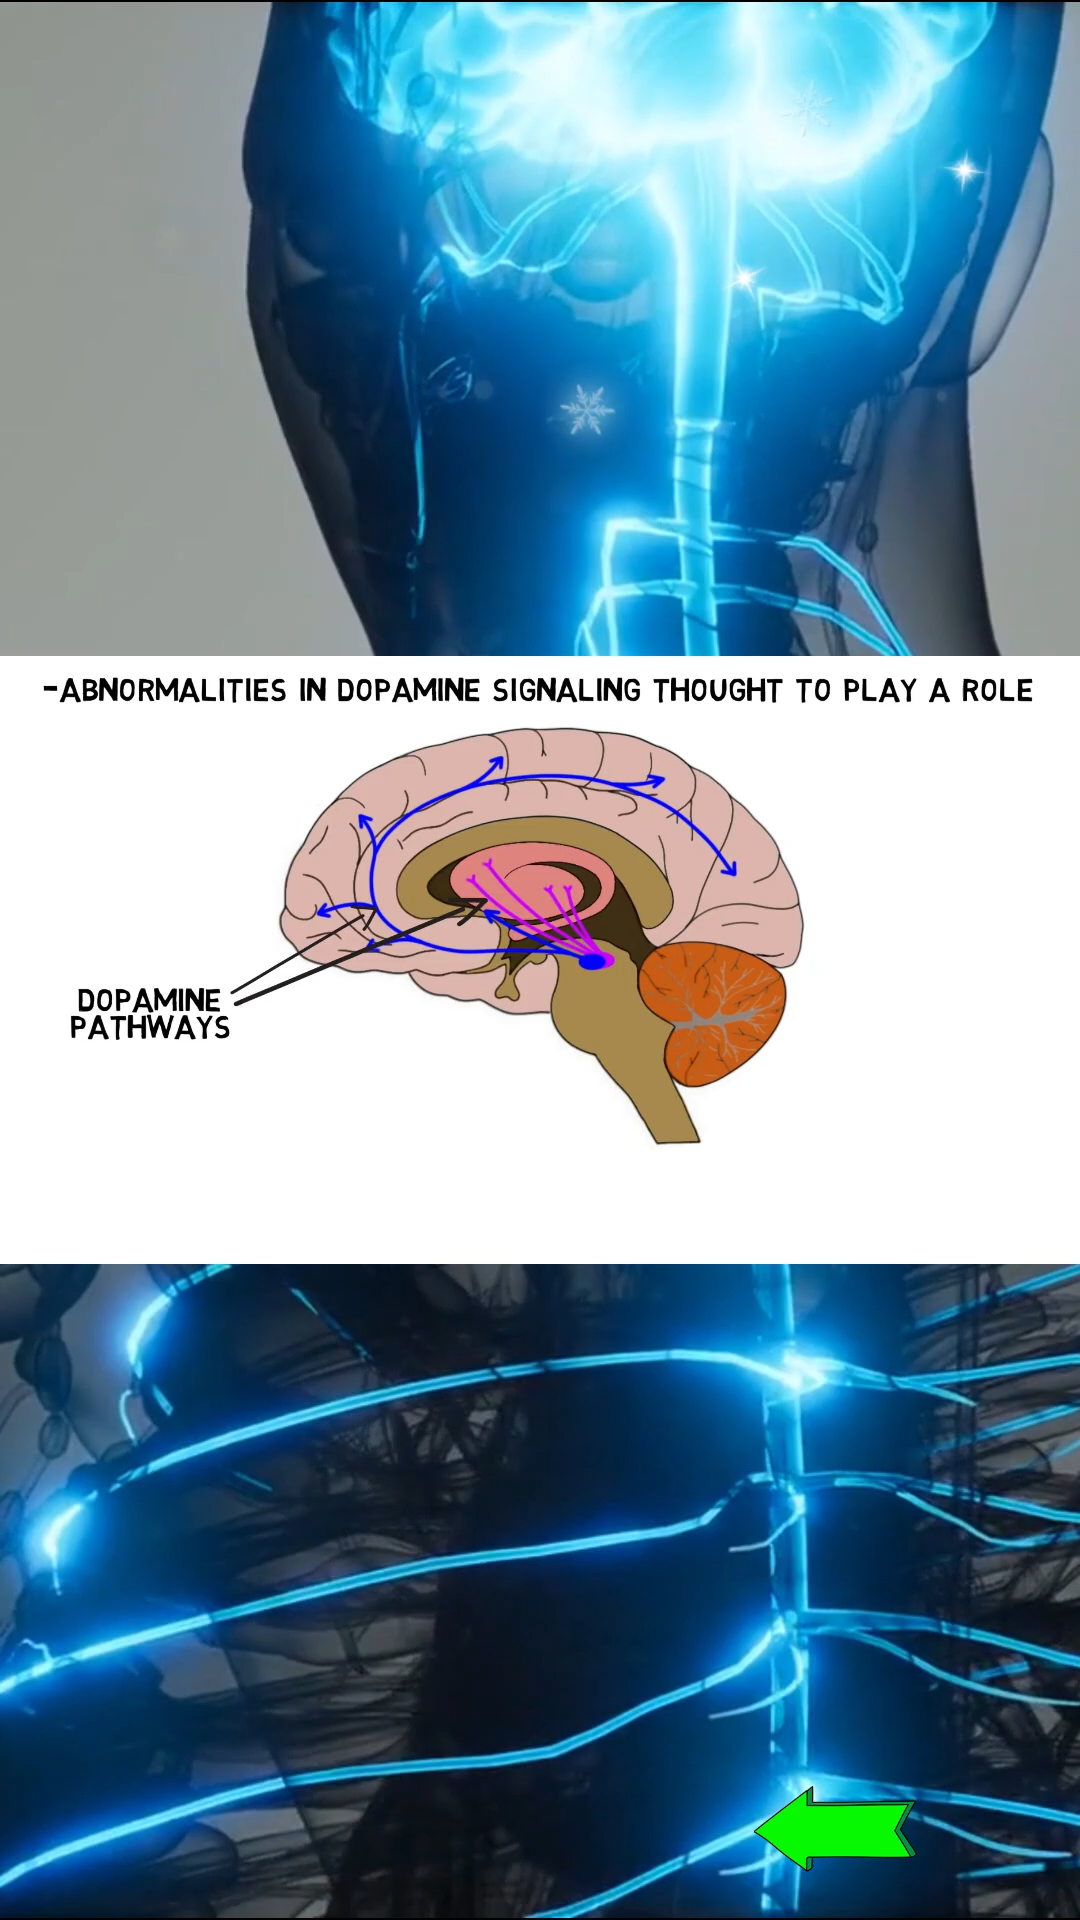 -ABNORMALITIES IN DOPAMINE SIGNALING THOUGHT TO PLAY A ROLE
DOPAMINE
PATHWAYS